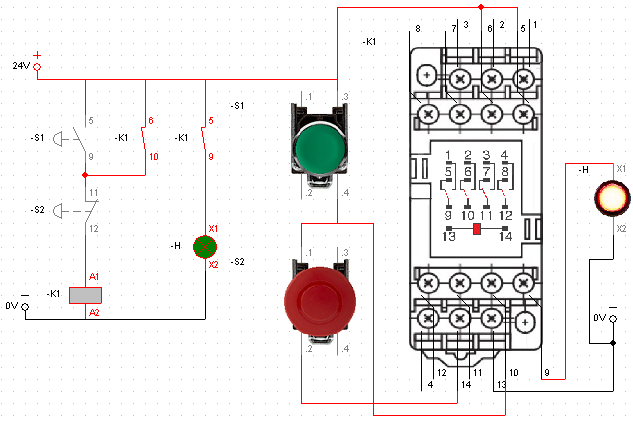 8 7 3 6 2 5 1
+
-K1
24V
-S1
.1 .3
5 6 5
-S1 -K1 -K1
9 10 9
1 2 3 4
5 6 7 8
-H X1
.2 .4
11
-S2
12
9 10 11 12
X1
-H
X2
X2
13 14
-S2
.1 .3
A1
-K1
A2
0V
0V
.2 .4
12 11 10 9
4 14 13